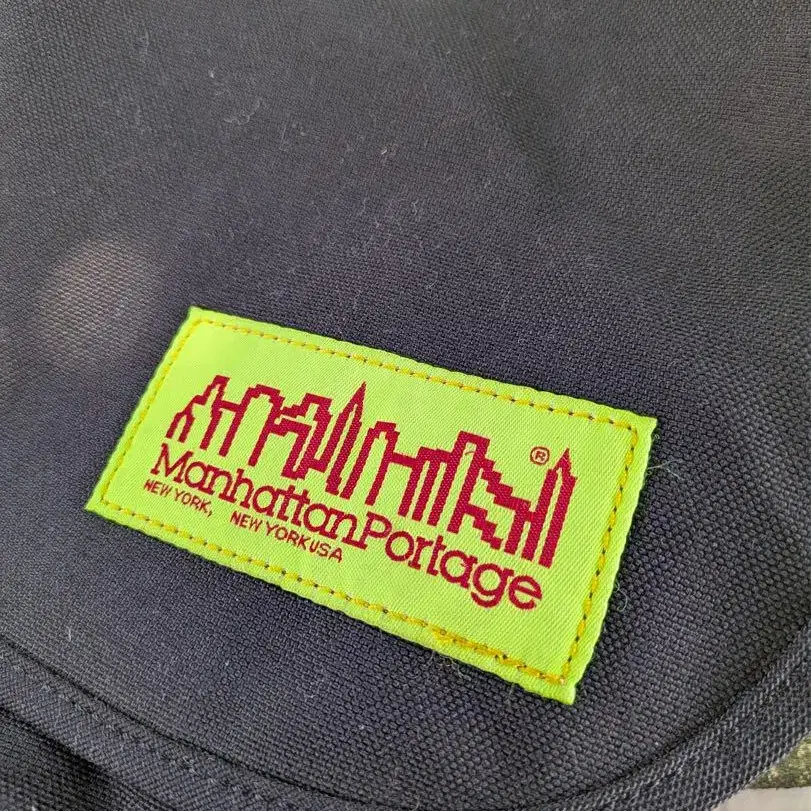 ®
ManhattanPortage
NEW YORK, NEW YORK USA